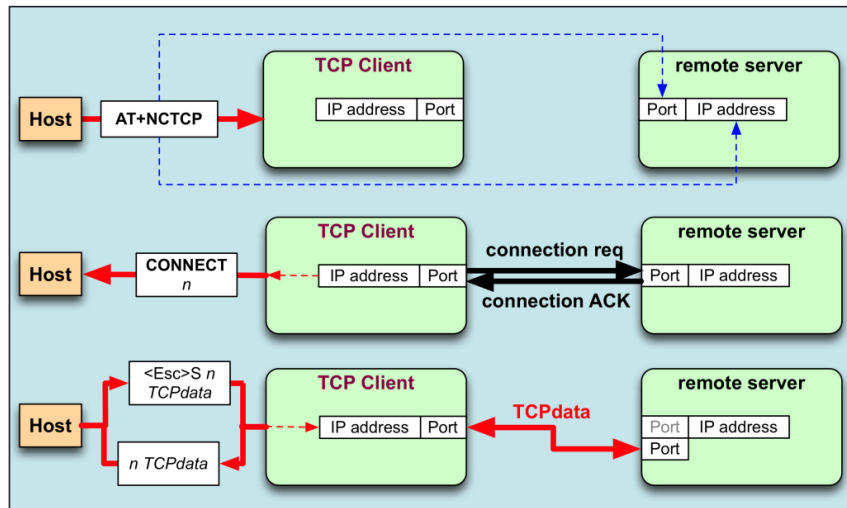 TCP Client
remote server
Host
AT+NCTCP
IP address
Port
Port
IP address
TCP Client
remote server
connection req
Host
CONNECT
n
IP address
Port
Port
IP address
connection ACK
TCP Client
remote server
<Esc>S n
TCPdata
Host
IP address
Port
TCPdata
Port
IP address
Port
n TCPdata